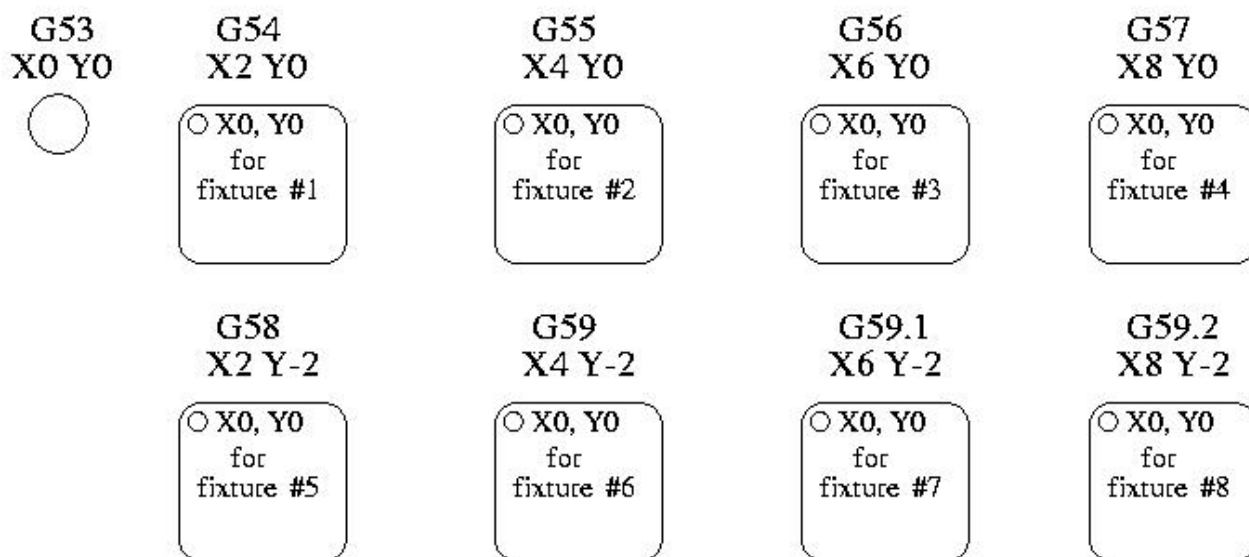 G53
X0 Y0
G54
X2 Y0
X0, Y0
for
fixture #1
G55
X4 Y0
X0, Y0
for
fixture #2
G56
X6 Y0
X0, Y0
for
fixture #3
G57
X8 Y0
X0, Y0
for
fixture #4
G58
X2 Y-2
X0, Y0
for
fixture #5
G59
X4 Y-2
X0, Y0
for
fixture #6
G59.1
X6 Y-2
X0, Y0
for
fixture #7
G59.2
X8 Y-2
X0, Y0
for
fixture #8